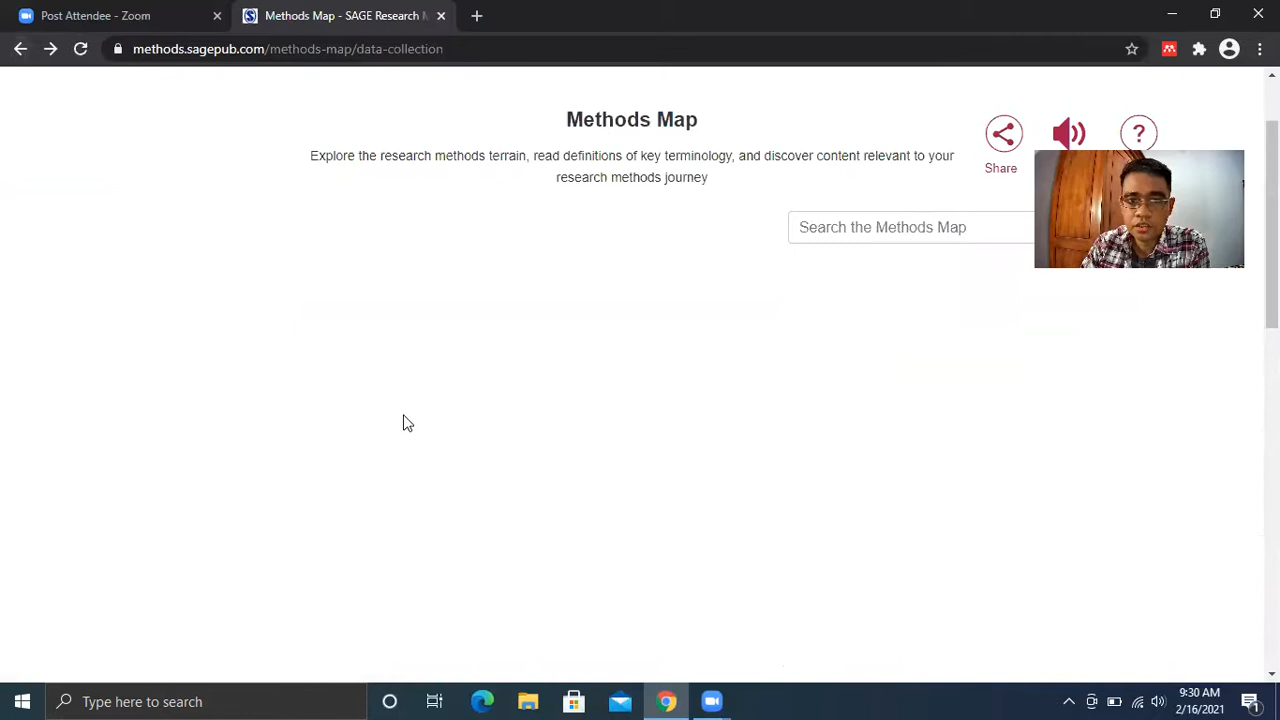 Post Attendee - Zoom
Methods Map - SAGE Research M
methods.sagepub.com/methods-map/data-collection
Methods Map
Explore the research methods terrain, read definitions of key terminology, and discover content relevant to your
research methods journey
?
Share
Search the Methods Map
Type here to search
9:30 AM
2/16/2021
1